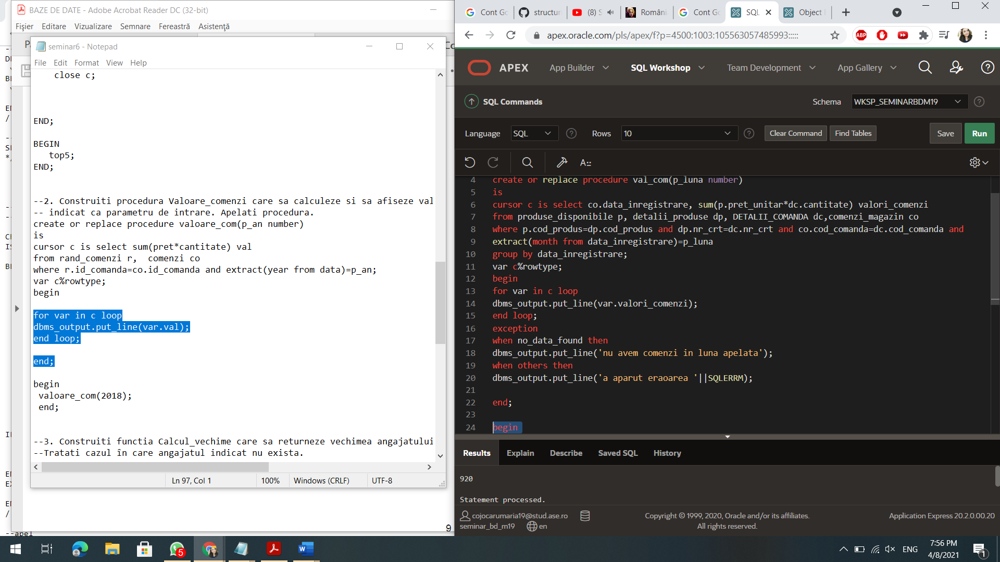 BAZE DE DATE - Adobe Acrobat Reader DC (32-bit)
Fișier Editare Vizualizare Semnare Fereastră Asistență
seminar6 - Notepad
File Edit Format View Help
close c;
END;
BEGIN
top5;
END;
--2. Construiti procedura Valoare_comenzi care sa calculeze si sa afiseze val
-- indicat ca parametru de intrare. Apelati procedura.
create or replace procedure valoare_com(p_an number)
is
cursor c is select sum(pret*cantitate) val
from rand_comenzi r,  comenzi co
where r.id_comanda=co.id_comanda and extract(year from data)=p_an;
var c%rowtype;
begin
for var in c loop
dbms_output.put_line(var.val);
end loop;
end;
begin
valoare_com(2018);
end;
--3. Construiti functia Calcul_vechime care sa returneze vechimea angajatului
--Tratati cazul în care angajatul indicat nu exista.
Ln 97, Col 1 100% Windows (CRLF) UTF-8
9
--apel
Cont Go structur (8) S Români Cont Go SQL Object
apex.oracle.com/pls/apex/f?p=4500:1003:105563057485993:::::
APEX App Builder SQL Workshop Team Development App Gallery
SQL Commands Schema WKSP_SEMINARBDM19
Language SQL Rows 10 Clear Command Find Tables Save Run
4 create or replace procedure val_com(p_luna number)
5 is
6 cursor c is select co.data_inregistrare, sum(p.pret_unitar*dc.cantitate) valori_comenzi
7 from produse_disponibile p, detalii_produse dp, DETALII_COMANDA dc,comenzi_magazin co
8 where p.cod_produs=dp.cod_produs and dp.nr_crt=dc.nr_crt and co.cod_comanda=dc.cod_comanda and
9 extract(month from data_inregistrare)=p_luna
10 group by data_inregistrare;
11 var c%rowtype;
12 begin
13 for var in c loop
14 dbms_output.put_line(var.valori_comenzi);
15 end loop;
16 exception
17 when no_data_found then
18 dbms_output.put_line('nu avem comenzi in luna apelata');
19 when others then
20 dbms_output.put_line('a aparut eraoarea '||SQLERRM);
21
22 end;
23
24 begin
Results Explain Describe Saved SQL History
920
Statement processed.
cojocarumaria19@stud.ase.ro
seminar_bd_m19 en
Copyright © 1999, 2020, Oracle and/or its affiliates.
All rights reserved.
Application Express 20.2.0.00.20
5
ENG
7:56 PM
4/8/2021
1